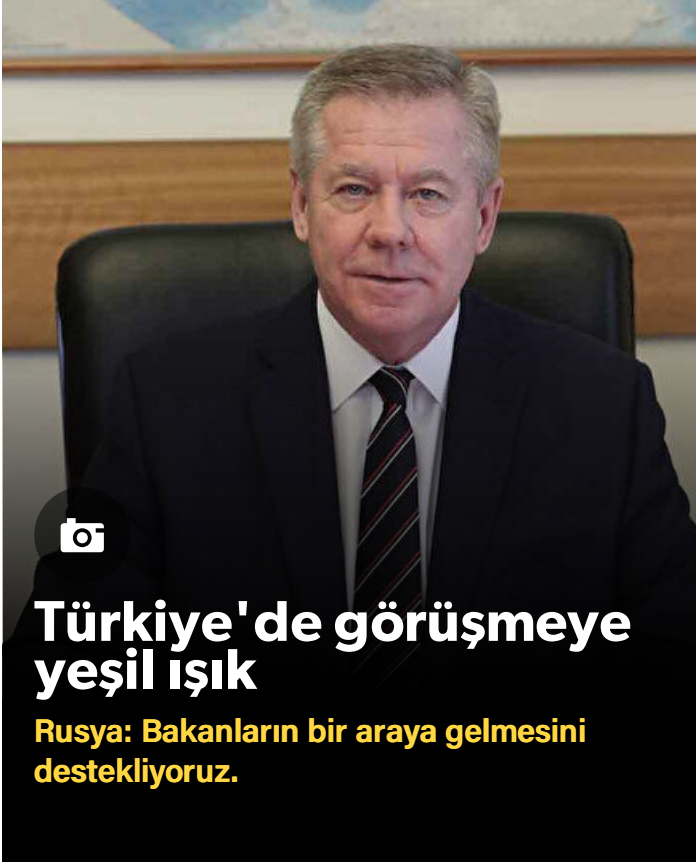 Türkiye'de görüşmeye
yeşil ışık
Rusya: Bakanların bir araya gelmesini
destekliyoruz.